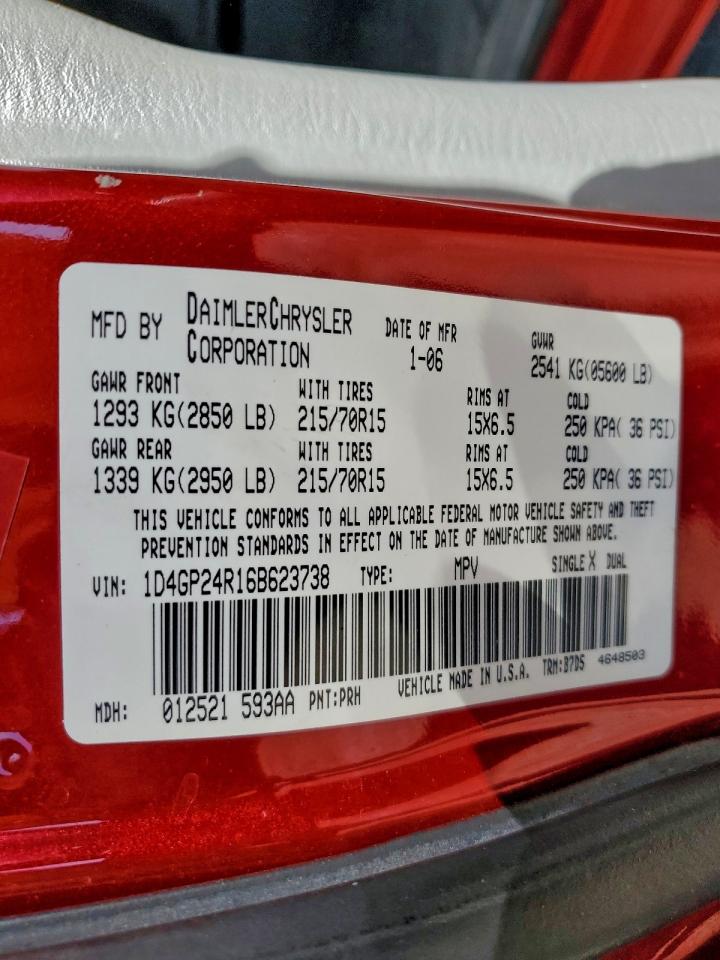 MFD BY DAIMLERCHRYSLER CORPORATION DATE OF MFR 1-06 GVWR 2541 KG(05600 LB)
GAWR FRONT WITH TIRES RIMS AT COLD
1293 KG(2850 LB) 215/70R15 15X6.5 250 KPA( 36 PSI)
GAWR REAR WITH TIRES RIMS AT COLD
1339 KG(2950 LB) 215/70R15 15X6.5 250 KPA( 36 PSI)
THIS VEHICLE CONFORMS TO ALL APPLICABLE FEDERAL MOTOR VEHICLE SAFETY AND THEFT
PREVENTION STANDARDS IN EFFECT ON THE DATE OF MANUFACTURE SHOWN ABOVE.
VIN: 1D4GP24R16B623738 TYPE: MPV SINGLE X DUAL
MDH: 012521 593AA PNT:PRH VEHICLE MADE IN U.S.A. TRM:B7D5 4648503